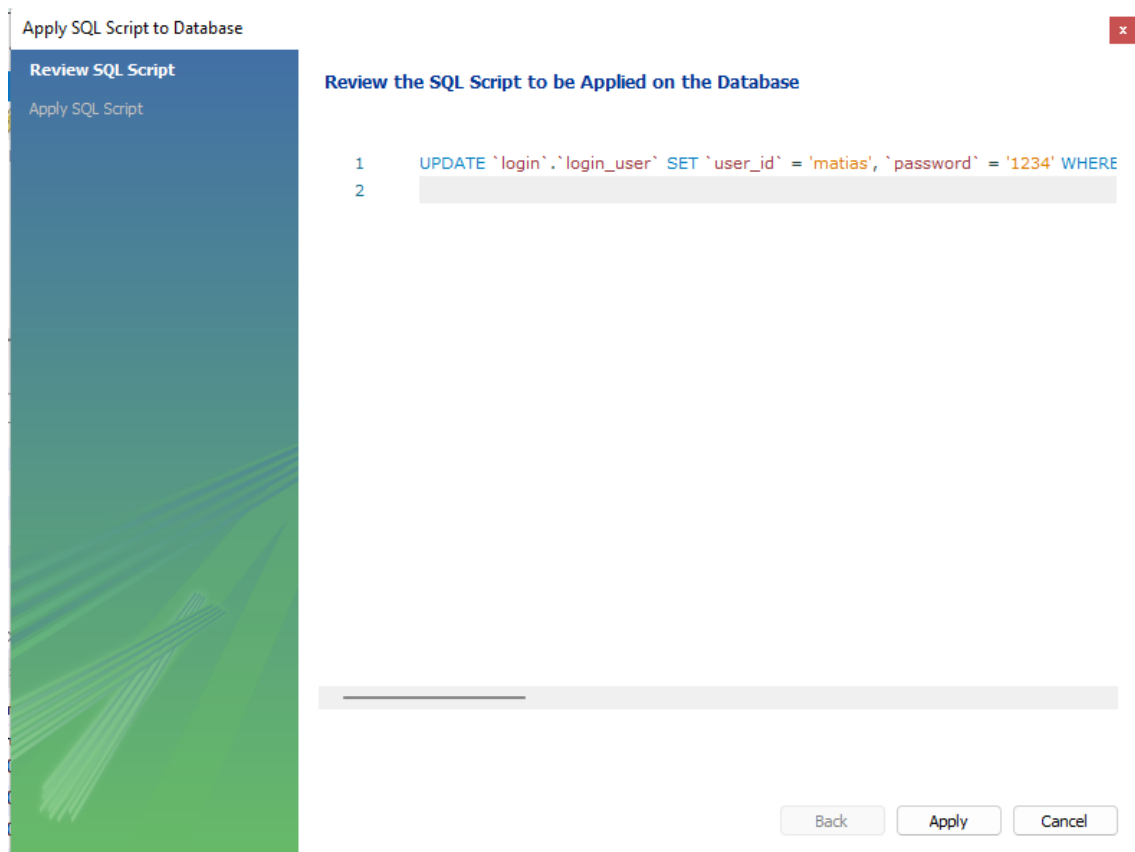 Apply SQL Script to Database
x
Review SQL Script
Apply SQL Script
Review the SQL Script to be Applied on the Database
1 UPDATE `login`.`login_user` SET `user_id` = 'matias', `password` = '1234' WHERE
2
Back Apply Cancel